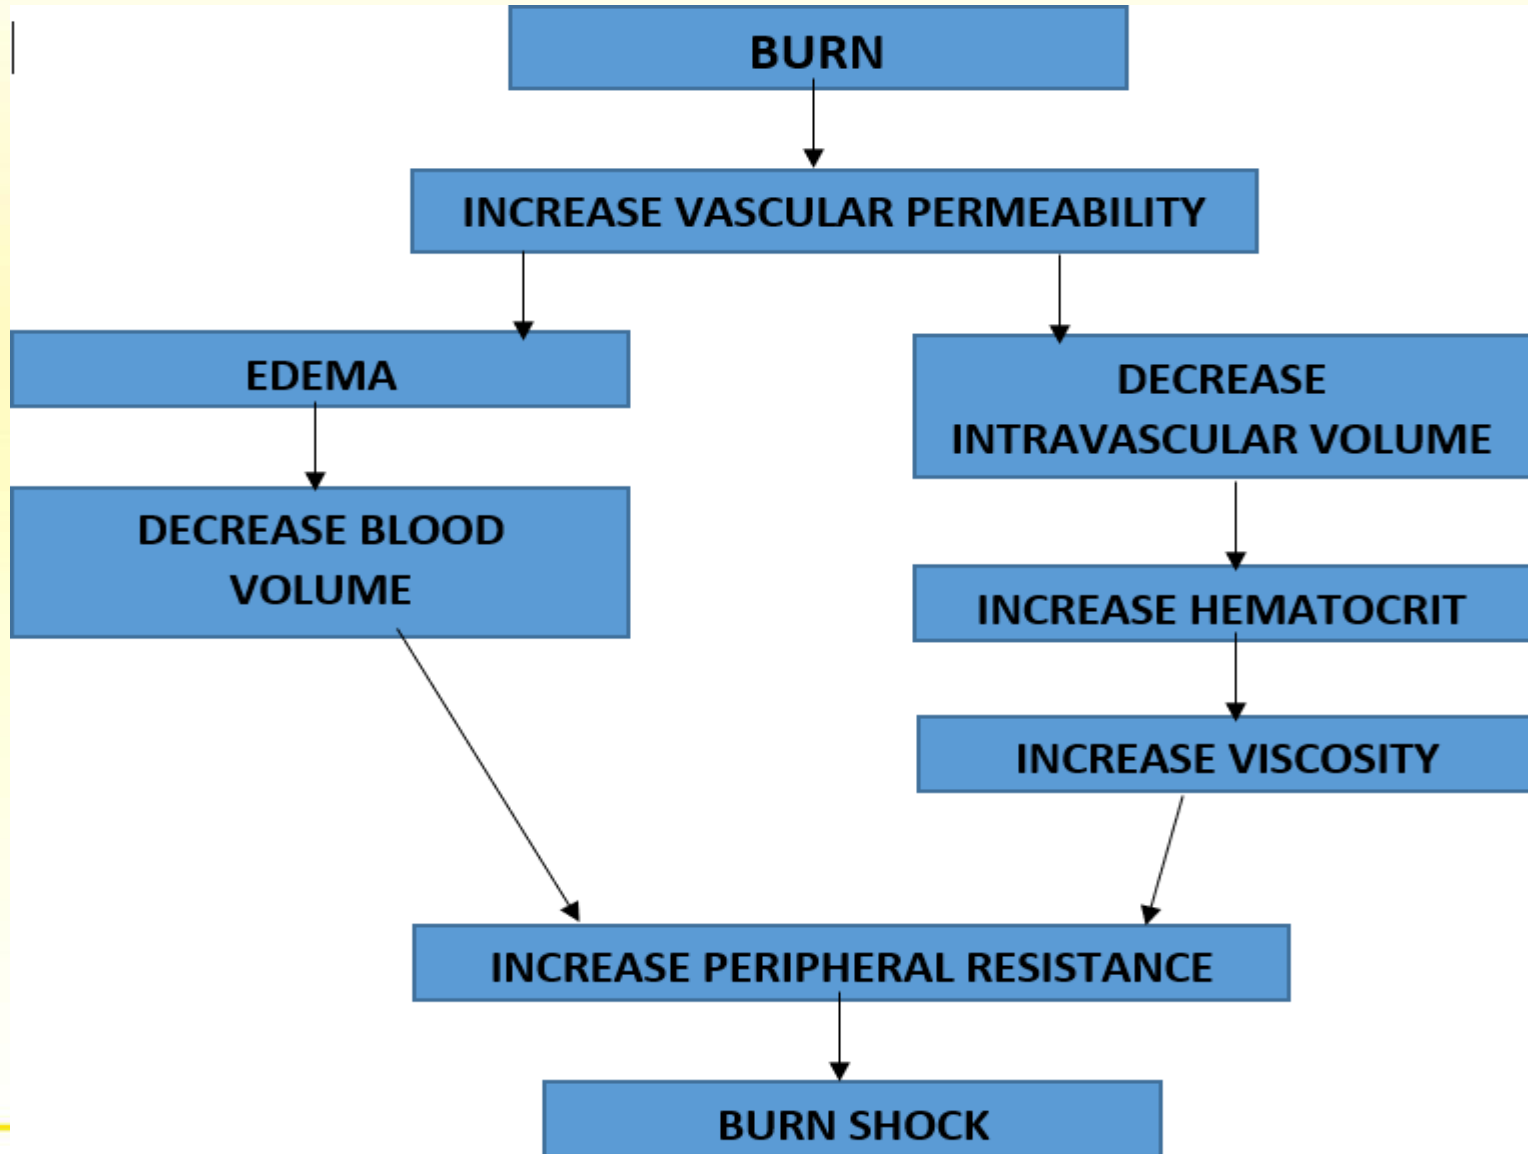 BURN
INCREASE VASCULAR PERMEABILITY
EDEMA
DECREASE
INTRAVASCULAR VOLUME
DECREASE BLOOD
VOLUME
INCREASE HEMATOCRIT
INCREASE VISCOSITY
INCREASE PERIPHERAL RESISTANCE
BURN SHOCK